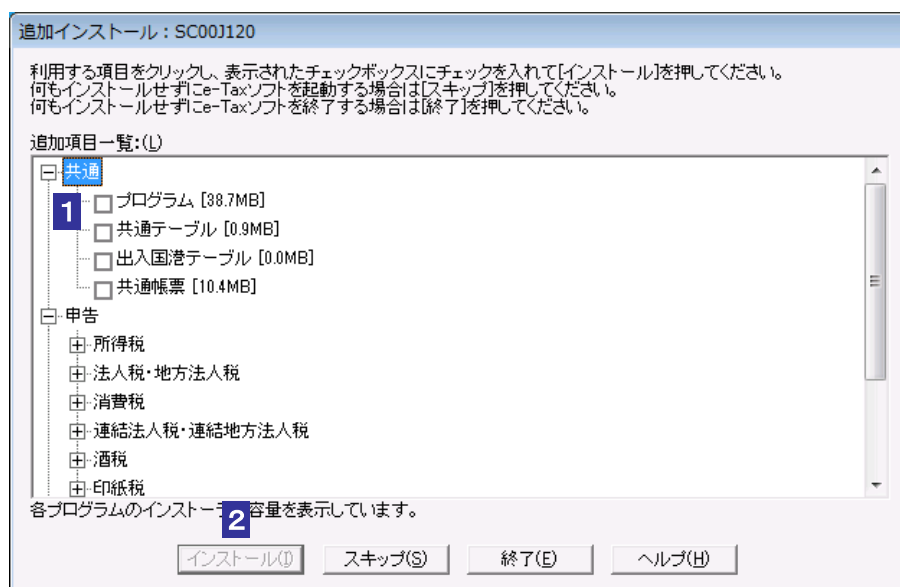 追加インストール：SC00J120
利用する項目をクリックし、表示されたチェックボックスにチェックを入れて[インストール]を押してください。
何もインストールせずにe-Taxソフトを起動する場合は[スキップ]を押してください。
何もインストールせずにe-Taxソフトを終了する場合は[終了]を押してください。
追加項目一覧:(L)
共通
1
プログラム [38.7MB]
共通テーブル [0.9MB]
出入国港テーブル [0.0MB]
共通帳票 [10.4MB]
申告
所得税
法人税・地方法人税
消費税
連結法人税・連結地方法人税
酒税
印紙税
各プログラムのインストー 容量を表示しています。
2
インストール(I) スキップ(S) 終了(E) ヘルプ(H)